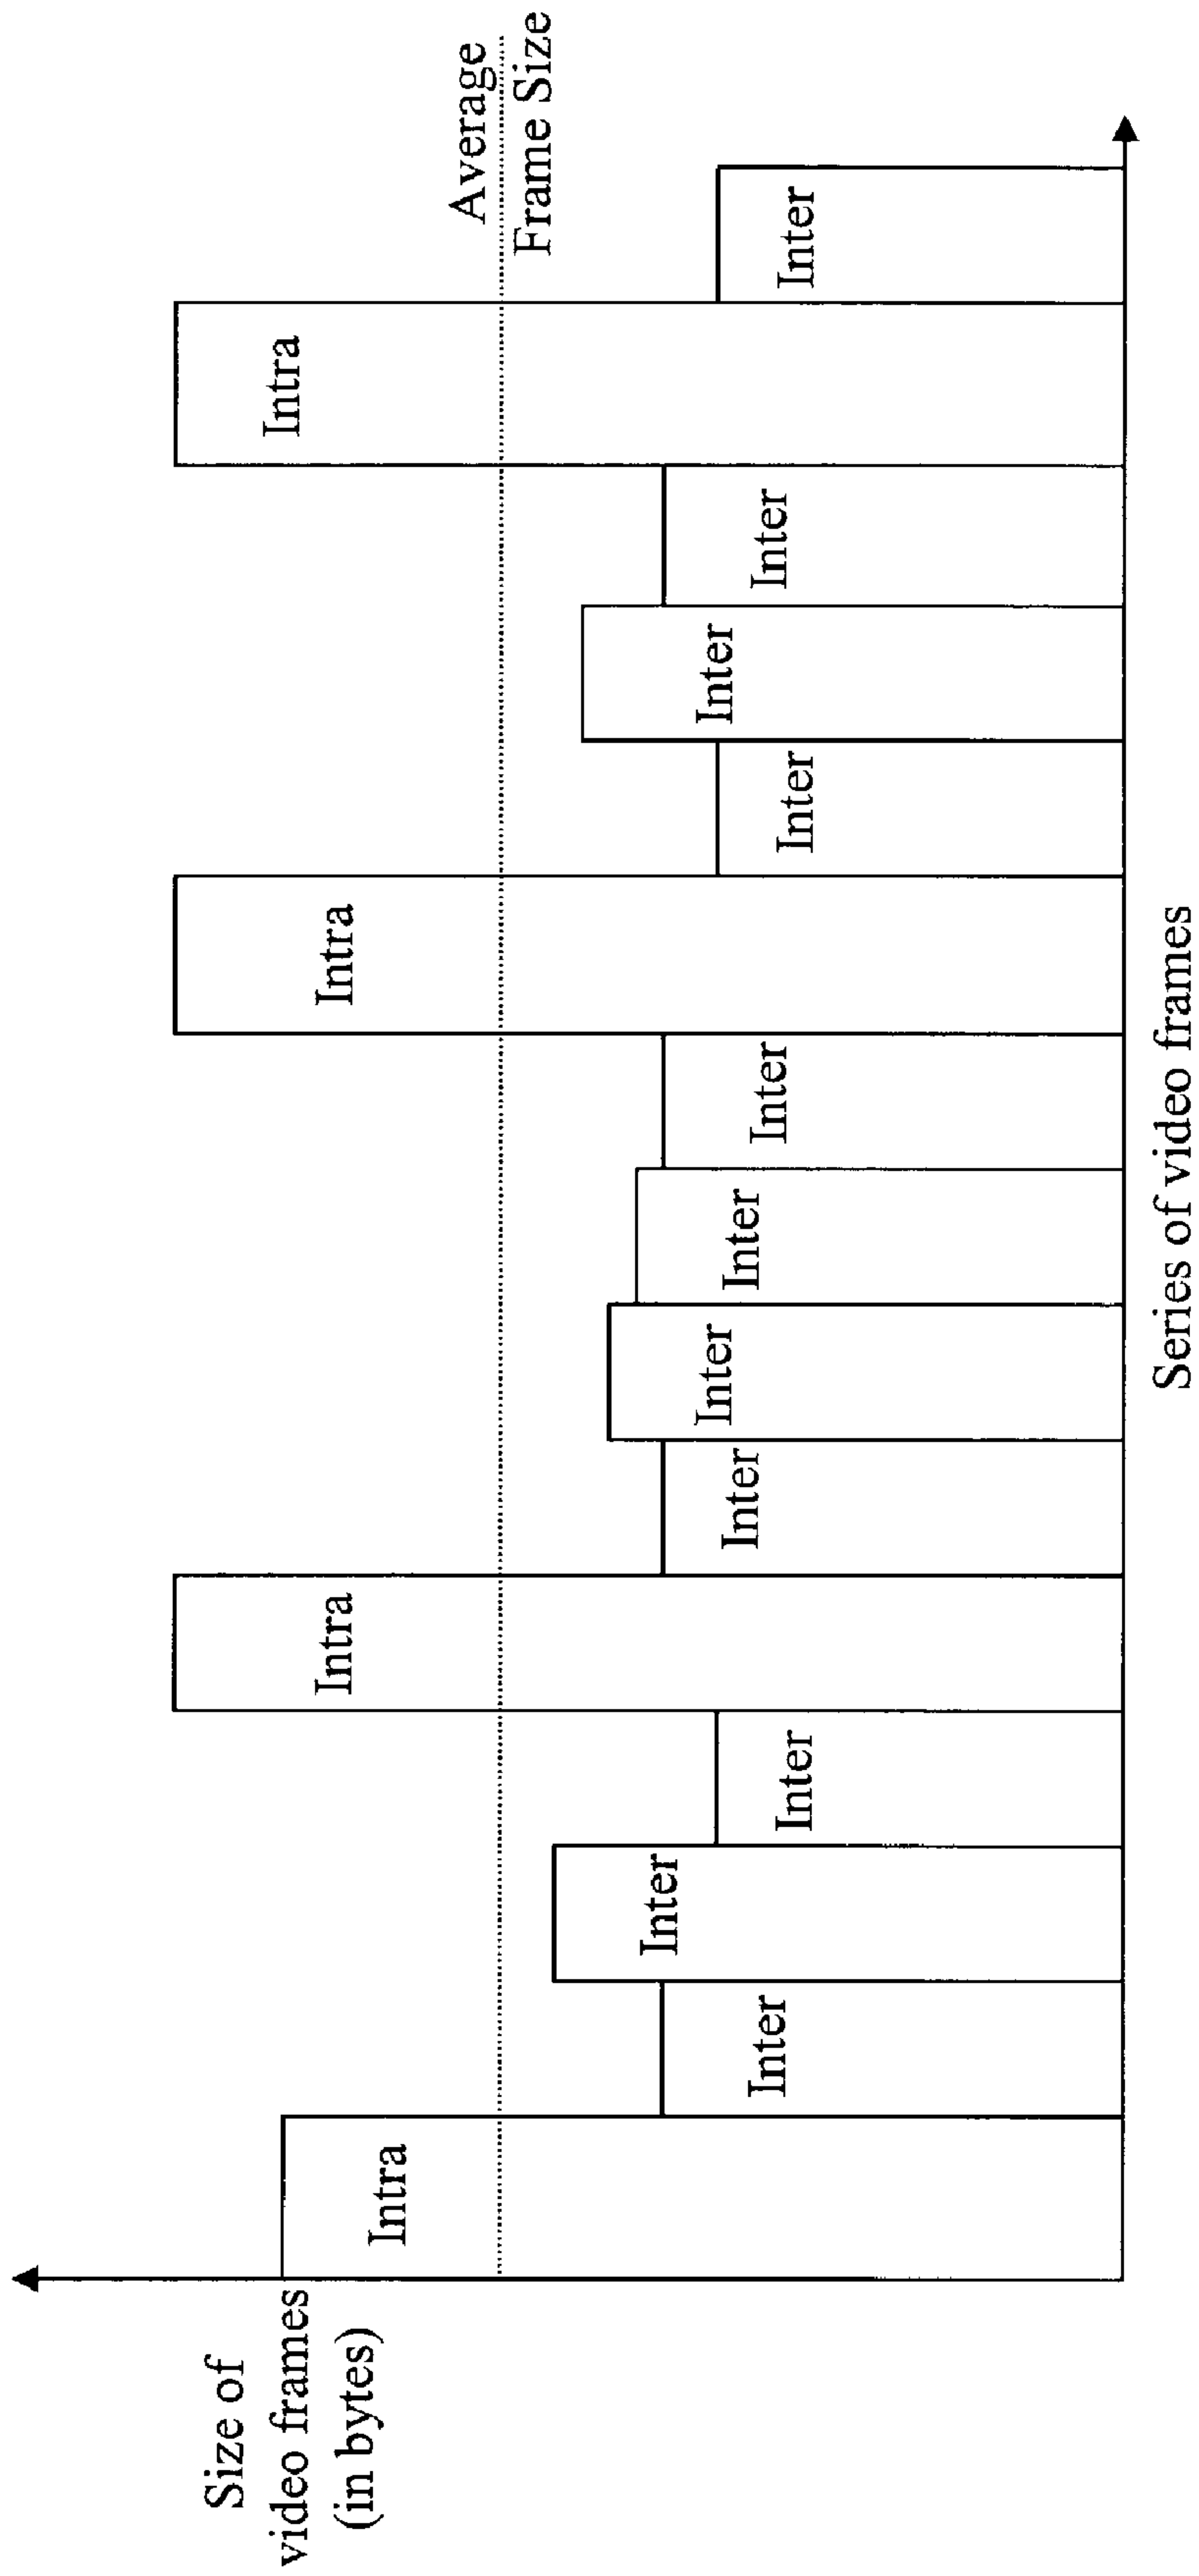 Size of
video frames
(in bytes)
Intra
Inter
Inter
Inter
Intra
Inter
Inter
Inter
Inter
Intra
Inter
Inter
Inter
Intra
Inter
Average
Frame Size
Series of video frames